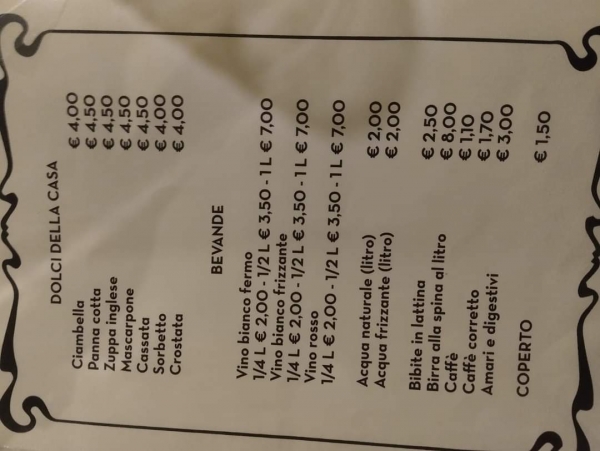 DOLCI DELLA CASA
Ciambella € 4,00
Panna cotta € 4,50
Zuppa inglese € 4,50
Mascarpone € 4,50
Cassata € 4,50
Sorbetto € 4,00
Crostata € 4,00
BEVANDE
Vino bianco fermo
1/4 L € 2,00 - 1/2 L € 3,50 - 1 L € 7,00
Vino bianco frizzante
1/4 L € 2,00 - 1/2 L € 3,50 - 1 L € 7,00
Vino rosso
1/4 L € 2,00 - 1/2 L € 3,50 - 1 L € 7,00
Acqua naturale (litro) € 2,00
Acqua frizzante (litro) € 2,00
Bibite in lattina € 2,50
Birra alla spina al litro € 8,00
Caffè € 1,10
Caffè corretto € 1,70
Amari e digestivi € 3,00
COPERTO € 1,50